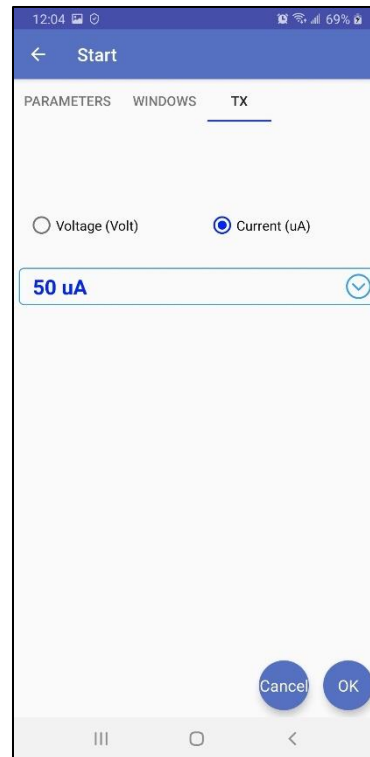 12:04 69%
Start
PARAMETERS WINDOWS TX
Voltage (Volt) Current (uA)
50 uA
Cancel OK